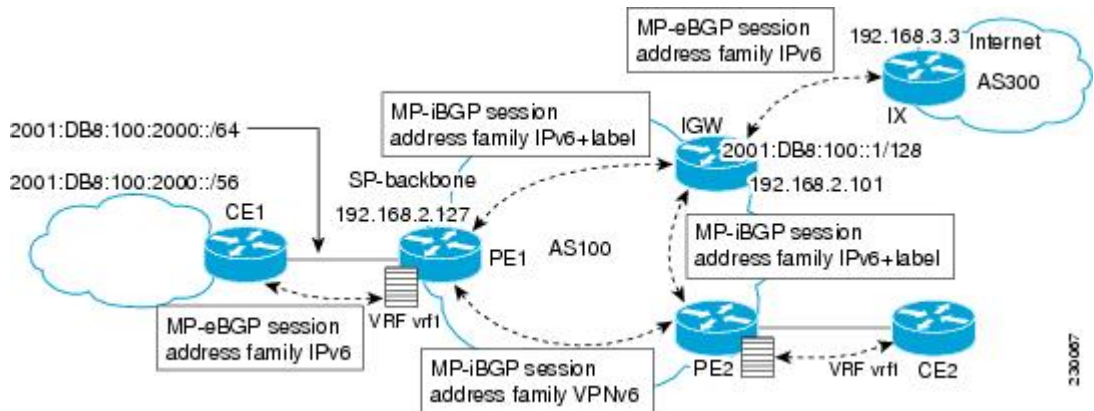 MP-eBGP session
address family IPv6
192.168.3.3
Internet
AS300
IX
MP-iBGP session
address family IPv6+label
IGW
2001:DB8:100::1/128
192.168.2.101
2001:DB8:100:2000::/64
2001:DB8:100:2000::/56
SP-backbone
192.168.2.127
CE1
PE1
AS100
MP-iBGP session
address family IPv6+label
VRF vrf1
MP-eBGP session
address family IPv6
MP-iBGP session
address family VPNv6
PE2
VRF vrf1
CE2
230067